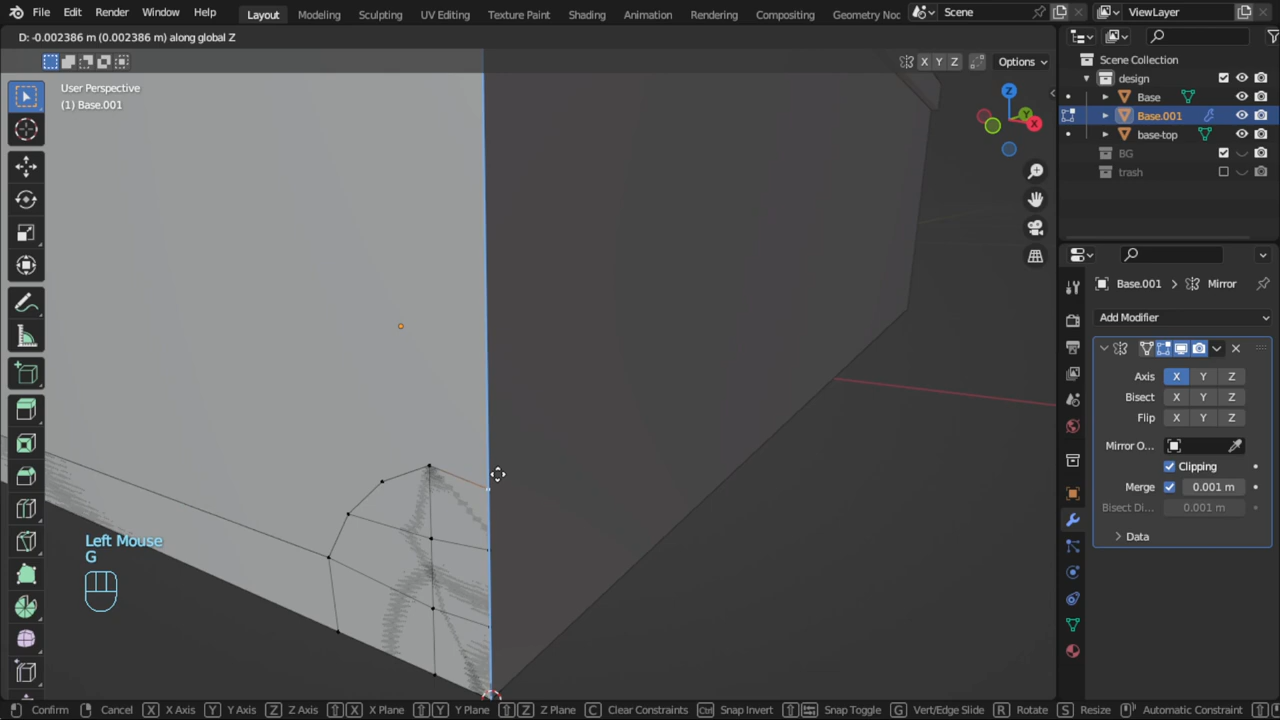 File Edit Render Window Help Layout Modeling Sculpting UV Editing Texture Paint Shading Animation Rendering Compositing Geometry Noc Scene ViewLayer
D: -0.002386 m (0.002386 m) along global Z
X Y Z Options
User Perspective
(1) Base.001
Z
Y
X
Scene Collection
design
Base
Base.001
base-top
BG
trash
Base.001 > Mirror
Add Modifier
Axis X Y Z
Bisect X Y Z
Flip X Y Z
Mirror O...
Clipping
Merge 0.001 m
Bisect Di... 0.001 m
Data
Left Mouse
G
Confirm Cancel X X Axis Y Y Axis Z Z Axis X X Plane Y Y Plane Z Z Plane C Clear Constraints Ctrl Snap Invert Snap Toggle G Vert/Edge Slide R Rotate S Resize Automatic Constraint